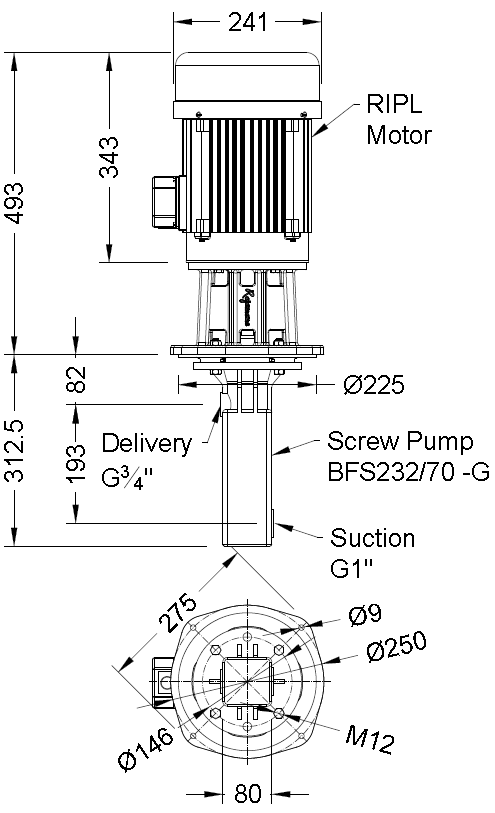 241
RIPL
Motor
343
493
82
Ø225
312.5
193
Delivery
G3/4"
Screw Pump
BFS232/70 -G
Suction
G1"
275
Ø9
Ø250
Ø146
M12
80